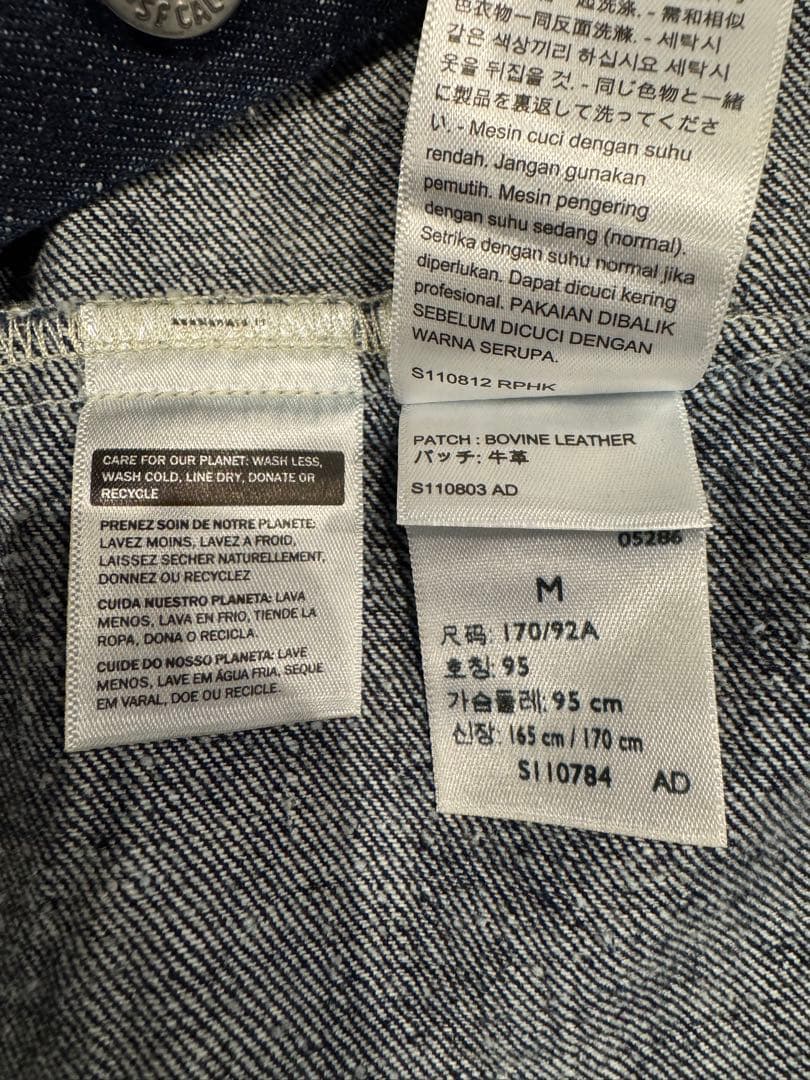 SF CAL
洗涤. - 需和相似
色衣物一同反面洗滌. - 세탁시
같은 색상끼리 하십시요 세탁시
옷을 뒤집을 것. - 同じ色物と一緒
に製品を裏返して洗ってくださ
い. - Mesin cuci dengan suhu
rendah. Jangan gunakan
pemutih. Mesin pengering
dengan suhu sedang (normal).
Setrika dengan suhu normal jika
diperlukan. Dapat dicuci kering
profesional. PAKAIAN DIBALIK
SEBELUM DICUCI DENGAN
WARNA SERUPA.
S110812 RPHK
PATCH : BOVINE LEATHER
パッチ: 牛革
S110803 AD
05286
M
尺码: 170/92A
호칭: 95
가슴둘레: 95 cm
신장: 165 cm / 170 cm
S110784 AD
CARE FOR OUR PLANET: WASH LESS,
WASH COLD, LINE DRY, DONATE OR
RECYCLE
PRENEZ SOIN DE NOTRE PLANETE:
LAVEZ MOINS, LAVEZ A FROID,
LAISSEZ SECHER NATURELLEMENT,
DONNEZ OU RECYCLEZ
CUIDA NUESTRO PLANETA: LAVA
MENOS, LAVA EN FRIO, TIENDE LA
ROPA, DONA O RECICLA.
CUIDE DO NOSSO PLANETA: LAVE
MENOS, LAVE EM ÁGUA FRIA, SEQUE
EM VARAL, DOE OU RECICLE.